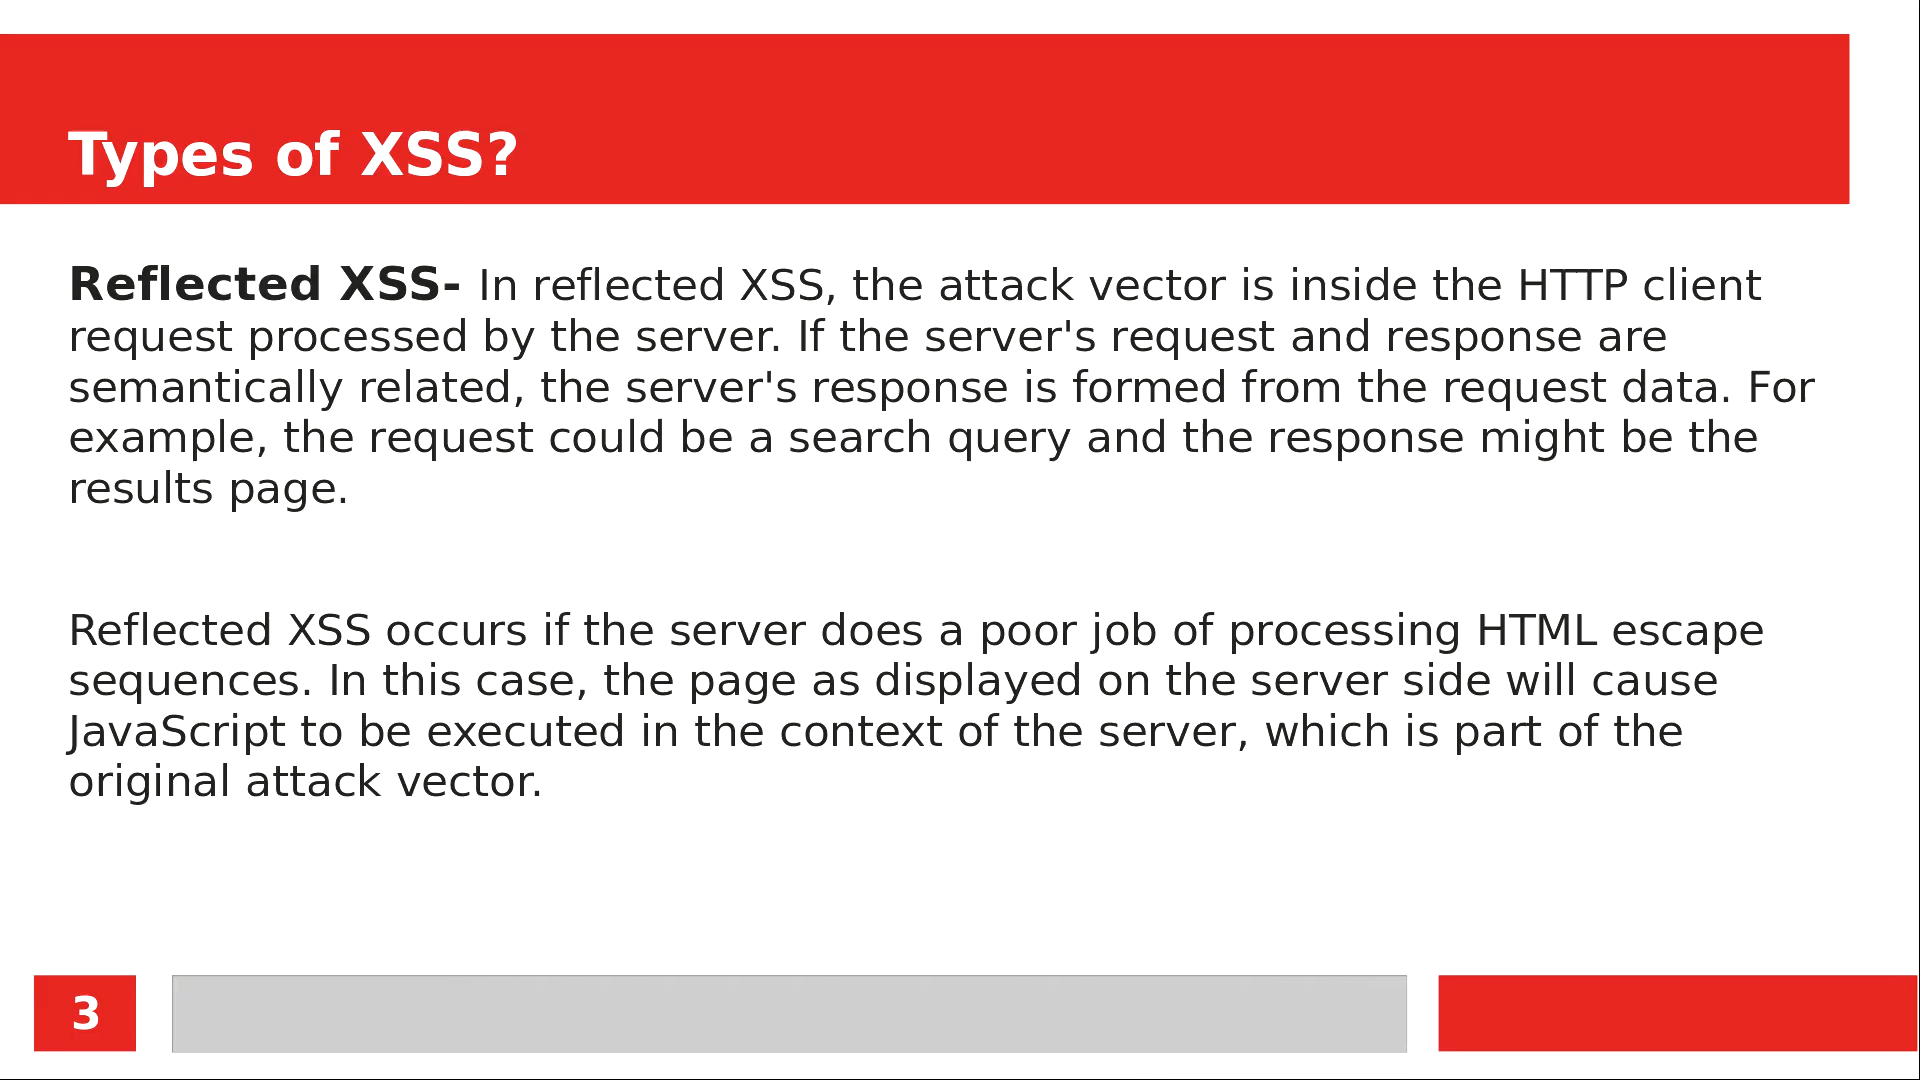 Types of XSS?
Reflected XSS- In reflected XSS, the attack vector is inside the HTTP client
request processed by the server. If the server's request and response are
semantically related, the server's response is formed from the request data. For
example, the request could be a search query and the response might be the
results page.
Reflected XSS occurs if the server does a poor job of processing HTML escape
sequences. In this case, the page as displayed on the server side will cause
JavaScript to be executed in the context of the server, which is part of the
original attack vector.
3